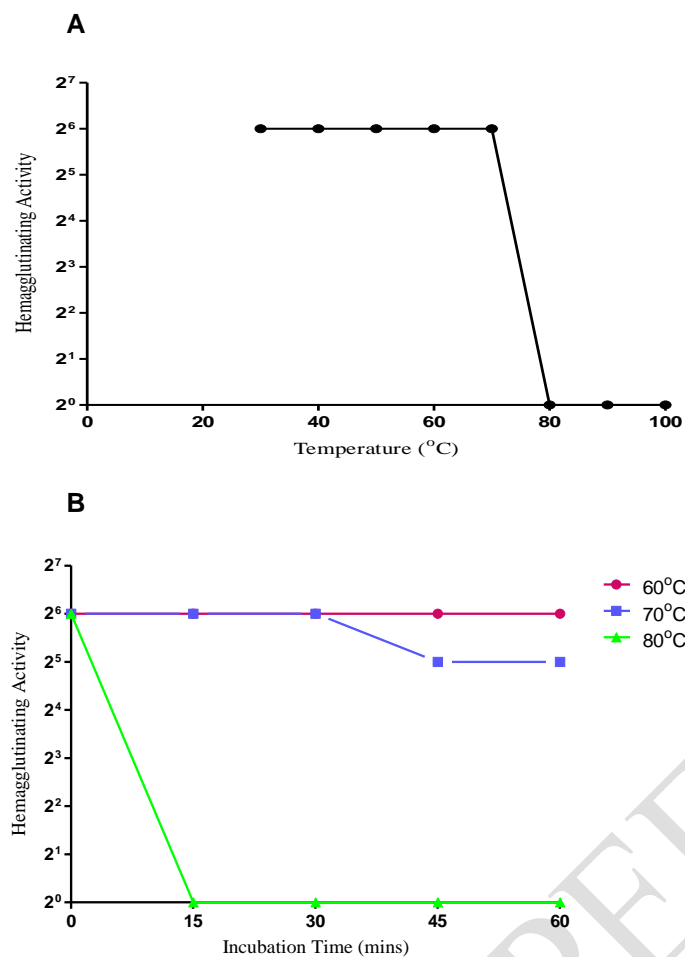 A
2⁷
2⁶
2⁵
2⁴
2³
2²
2¹
2⁰
Hemagglutinating Activity
0 20 40 60 80 100
Temperature (°C)
B
2⁷
2⁶
2⁵
2⁴
2³
2²
2¹
2⁰
Hemagglutinating Activity
60°C
70°C
80°C
0 15 30 45 60
Incubation Time (mins)